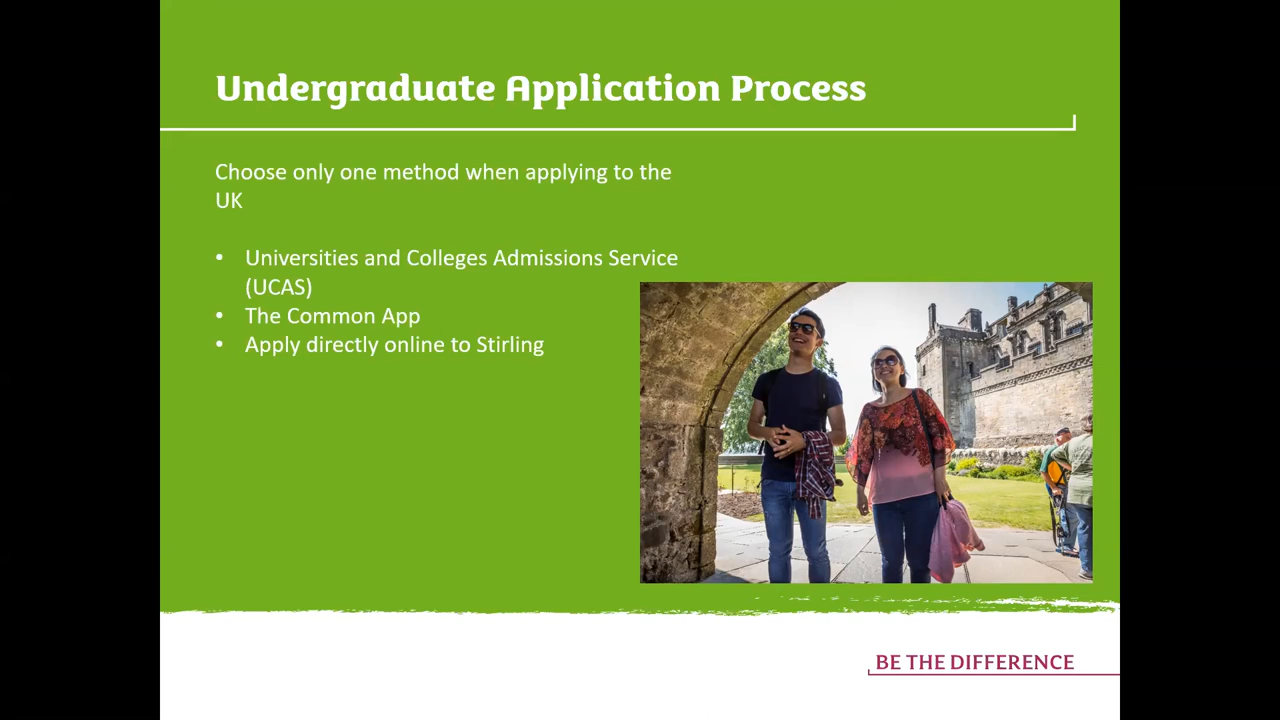 Undergraduate Application Process
Choose only one method when applying to the
UK
• Universities and Colleges Admissions Service
(UCAS)
• The Common App
• Apply directly online to Stirling
BE THE DIFFERENCE